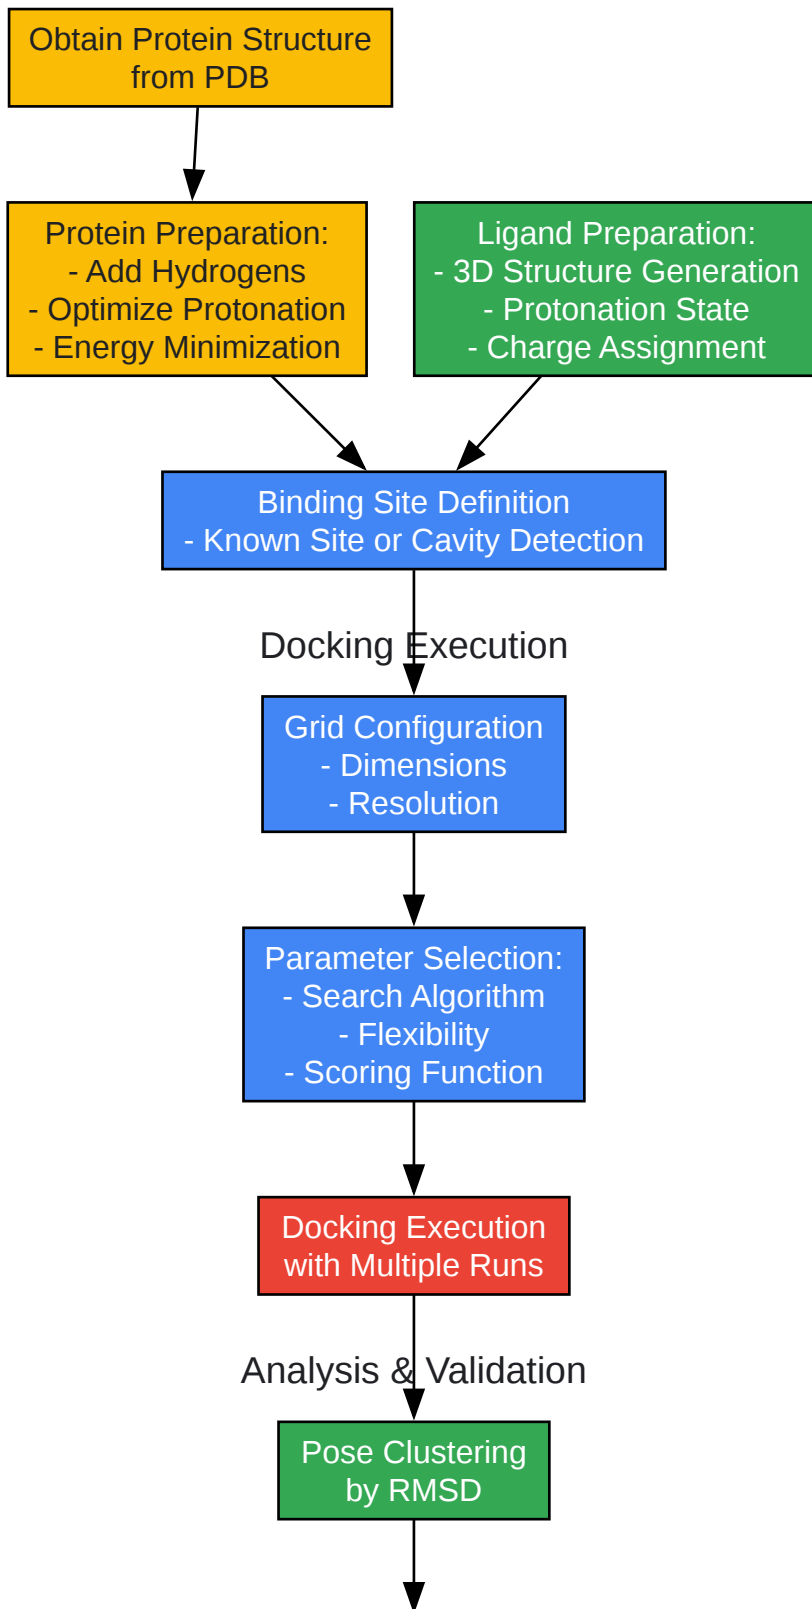 Obtain Protein Structure
from PDB
Protein Preparation:
- Add Hydrogens
- Optimize Protonation
- Energy Minimization
Ligand Preparation:
- 3D Structure Generation
- Protonation State
- Charge Assignment
Binding Site Definition
- Known Site or Cavity Detection
Docking Execution
Grid Configuration
- Dimensions
- Resolution
Parameter Selection:
- Search Algorithm
- Flexibility
- Scoring Function
Docking Execution
with Multiple Runs
Analysis & Validation
Pose Clustering
by RMSD